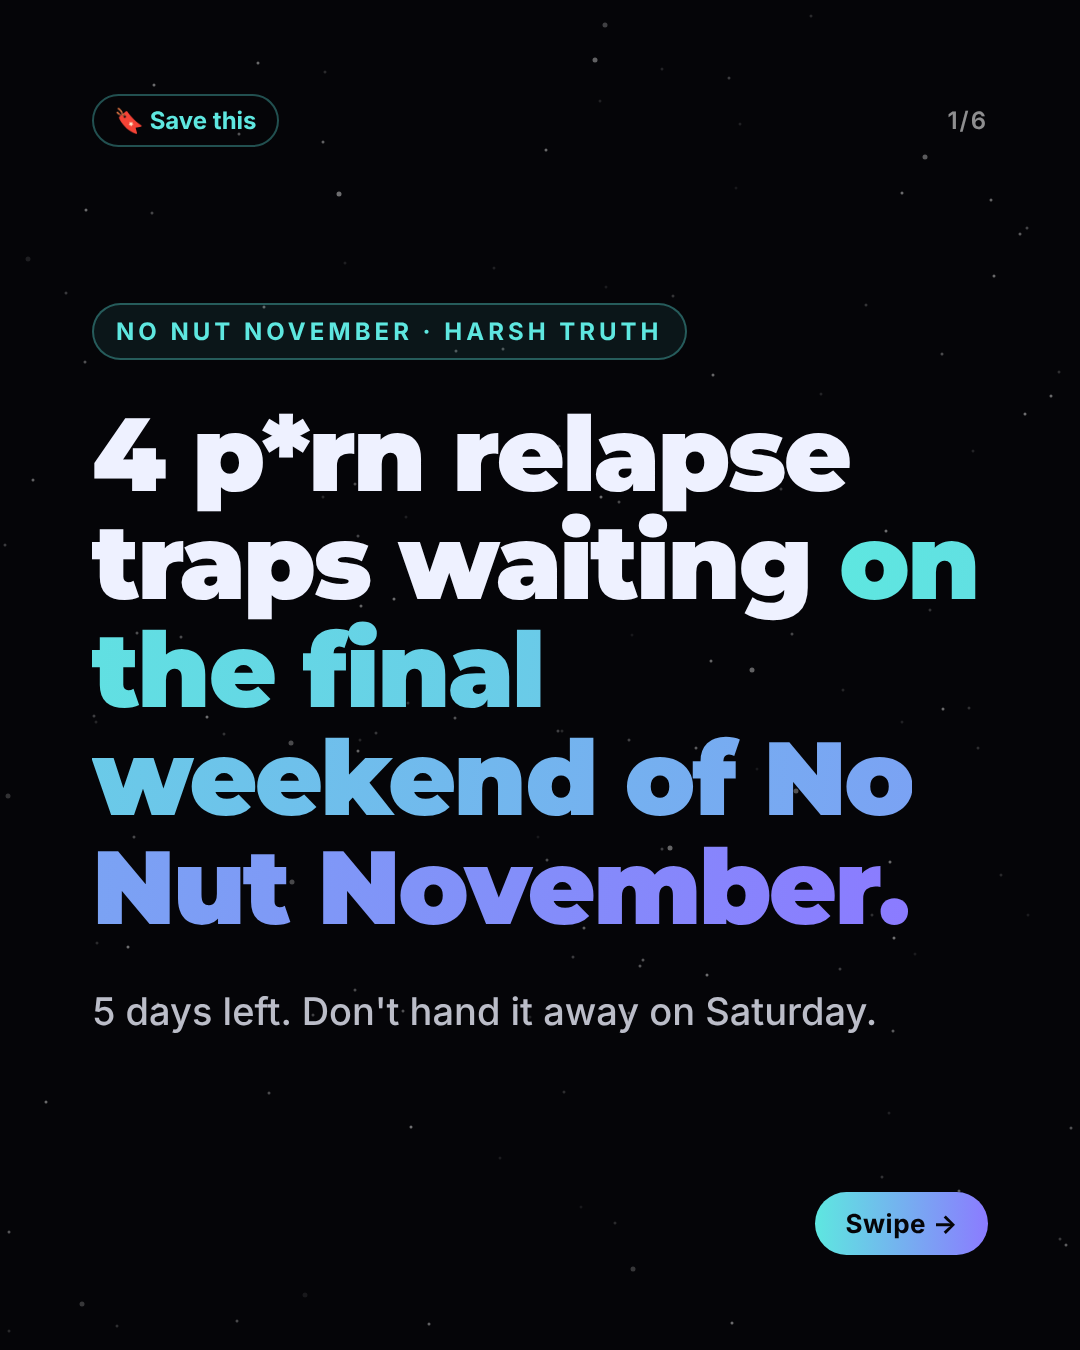 🔖 Save this
1/6
NO NUT NOVEMBER · HARSH TRUTH
4 p*rn relapse
traps waiting on
the final
weekend of No
Nut November.
5 days left. Don't hand it away on Saturday.
Swipe →